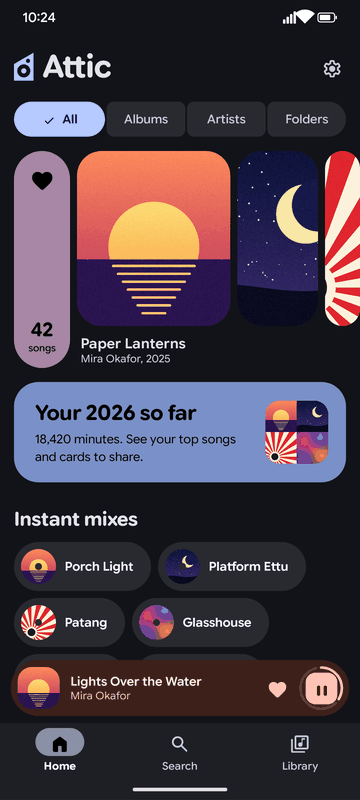 10:24
Attic
All
Albums
Artists
Folders
42
songs
Paper Lanterns
Mira Okafor, 2025
Your 2026 so far
18,420 minutes. See your top songs
and cards to share.
Instant mixes
Porch Light
Platform Ettu
Patang
Glasshouse
Lights Over the Water
Mira Okafor
Home
Search
Library